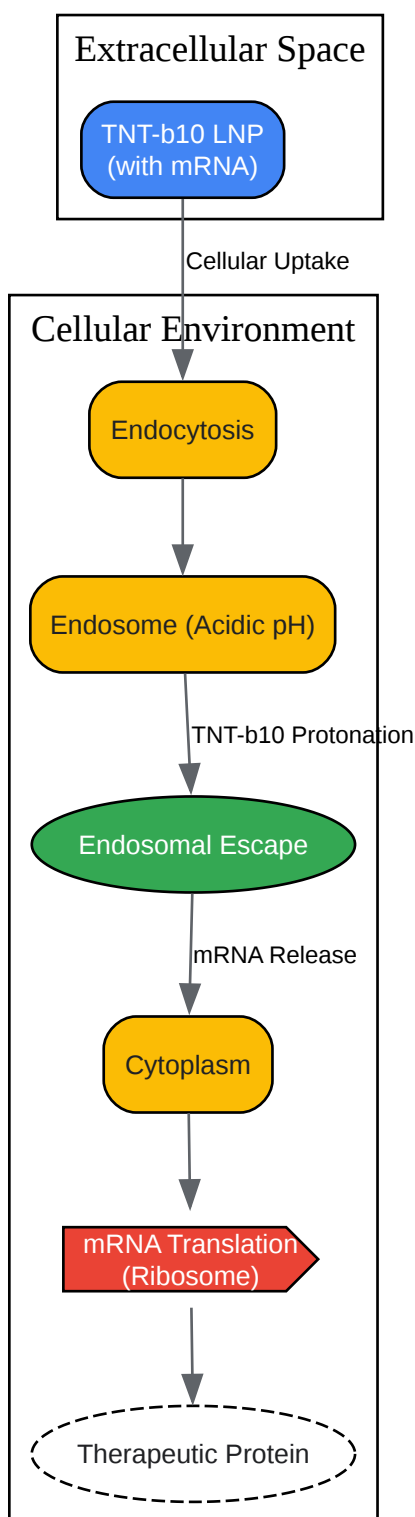 Extracellular Space
TNT-b10 LNP
(with mRNA)
Cellular Uptake
Cellular Environment
Endocytosis
Endosome (Acidic pH)
TNT-b10 Protonation
Endosomal Escape
mRNA Release
Cytoplasm
mRNA Translation
(Ribosome)
Therapeutic Protein